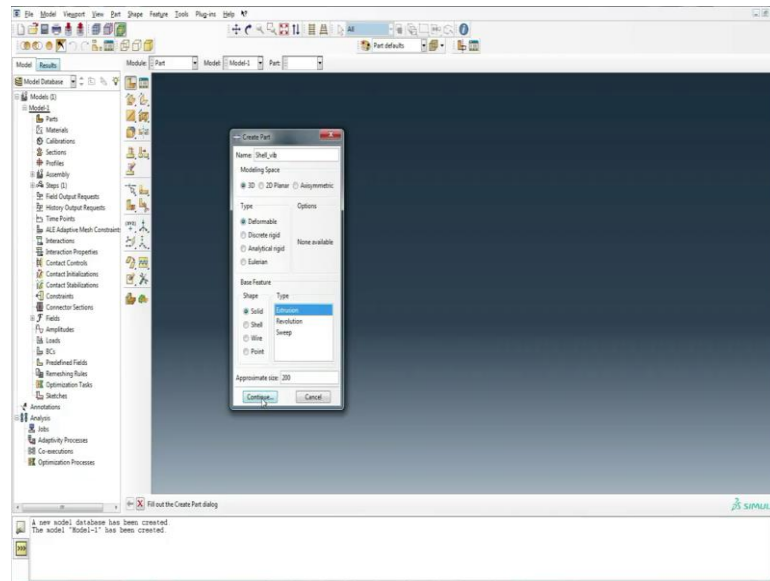 File Model Viewport View Part Shape Feature Tools Plug-ins Help
All
Part defaults
Model Results Module: Part Model: Model-1 Part:
Model Database
Models (1)
Model-1
Parts
Materials
Calibrations
Sections
Profiles
Assembly
Steps (1)
Field Output Requests
History Output Requests
Time Points
ALE Adaptive Mesh Constraint
Interactions
Interaction Properties
Contact Controls
Contact Initializations
Contact Stabilizations
Constraints
Connector Sections
Fields
Amplitudes
Loads
BCs
Predefined Fields
Remeshing Rules
Optimization Tasks
Sketches
Annotations
Analysis
Jobs
Adaptivity Processes
Co-executions
Optimization Processes
Create Part
Name: Shell_vib
Modeling Space
3D 2D Planar Axisymmetric
Type Options
Deformable
Discrete rigid
Analytical rigid
Eulerian
None available
Base Feature
Shape Type
Solid Extrusion
Shell Revolution
Wire Sweep
Point
Approximate size: 200
Continue... Cancel
Fill out the Create Part dialog
SIMUL
A new model database has been created
The model "Model-1" has been created.
>>>